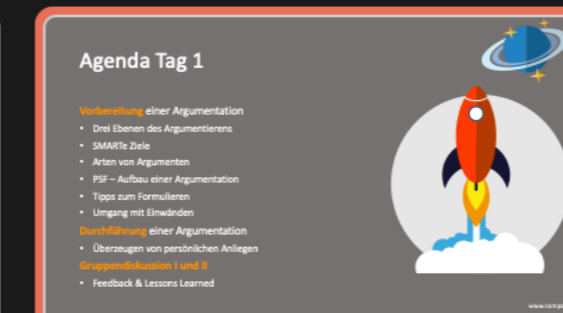 Agenda Tag 1
Vorbereitung einer Argumentation
• Drei Ebenen des Argumentierens
• SMARTe Ziele
• Arten von Argumenten
• PSF – Aufbau einer Argumentation
• Tipps zum Formulieren
• Umgang mit Einwänden
Durchführung einer Argumentation
• Überzeugen von persönlichen Anliegen
Gruppendiskussion I und II
• Feedback & Lessons Learned